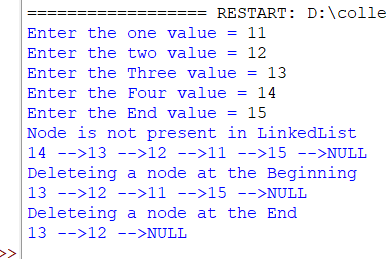 ================== RESTART: D:\colle
Enter the one value = 11
Enter the two value = 12
Enter the Three value = 13
Enter the Four value = 14
Enter the End value = 15
Node is not present in LinkedList
14 -->13 -->12 -->11 -->15 -->NULL
Deleteing a node at the Beginning
13 -->12 -->11 -->15 -->NULL
Deleteing a node at the End
13 -->12 -->NULL
>>